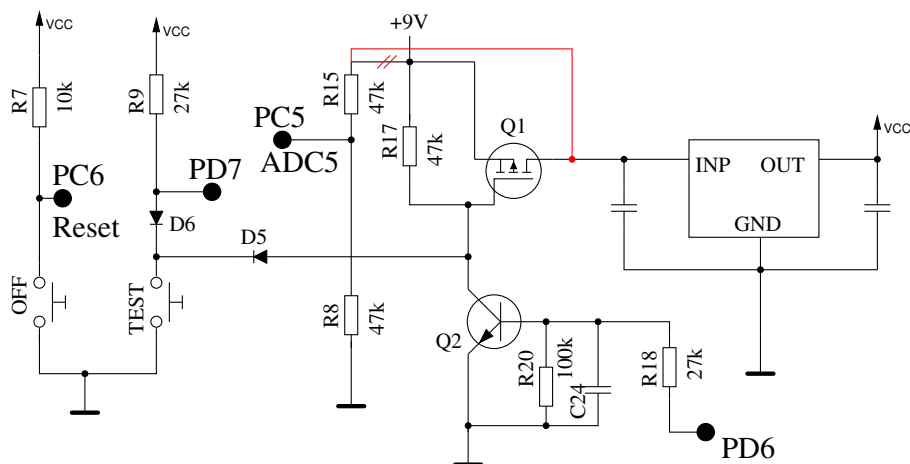 VCC
R7
10k
PC6
Reset
OFF
VCC
R9
27k
PD7
D6
TEST
D5
+9V
R15
47k
PC5
ADC5
R17
47k
Q1
R8
47k
Q2
R20
100k
C24
R18
27k
PD6
INP
OUT
GND
VCC